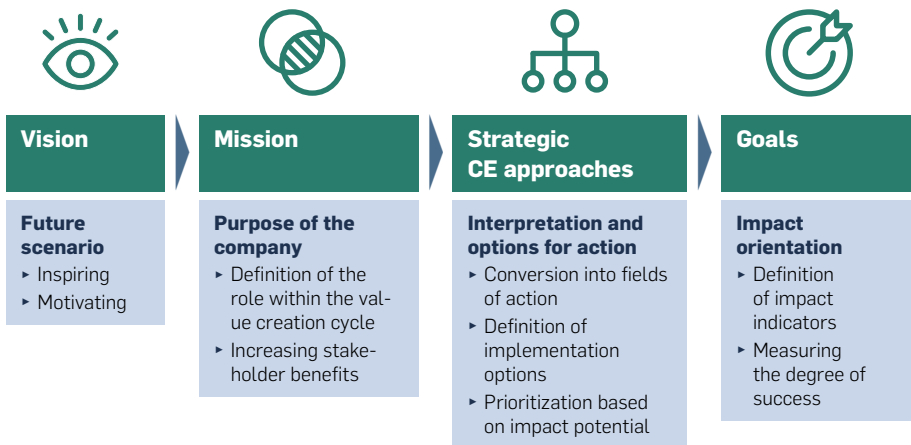 Vision
Future
scenario
▸ Inspiring
▸ Motivating
Mission
Purpose of the
company
▸ Definition of the
role within the val-
ue creation cycle
▸ Increasing stake-
holder benefits
Strategic
CE approaches
Interpretation and
options for action
▸ Conversion into fields
of action
▸ Definition of
implementation
options
▸ Prioritization based
on impact potential
Goals
Impact
orientation
▸ Definition
of impact
indicators
▸ Measuring
the degree of
success